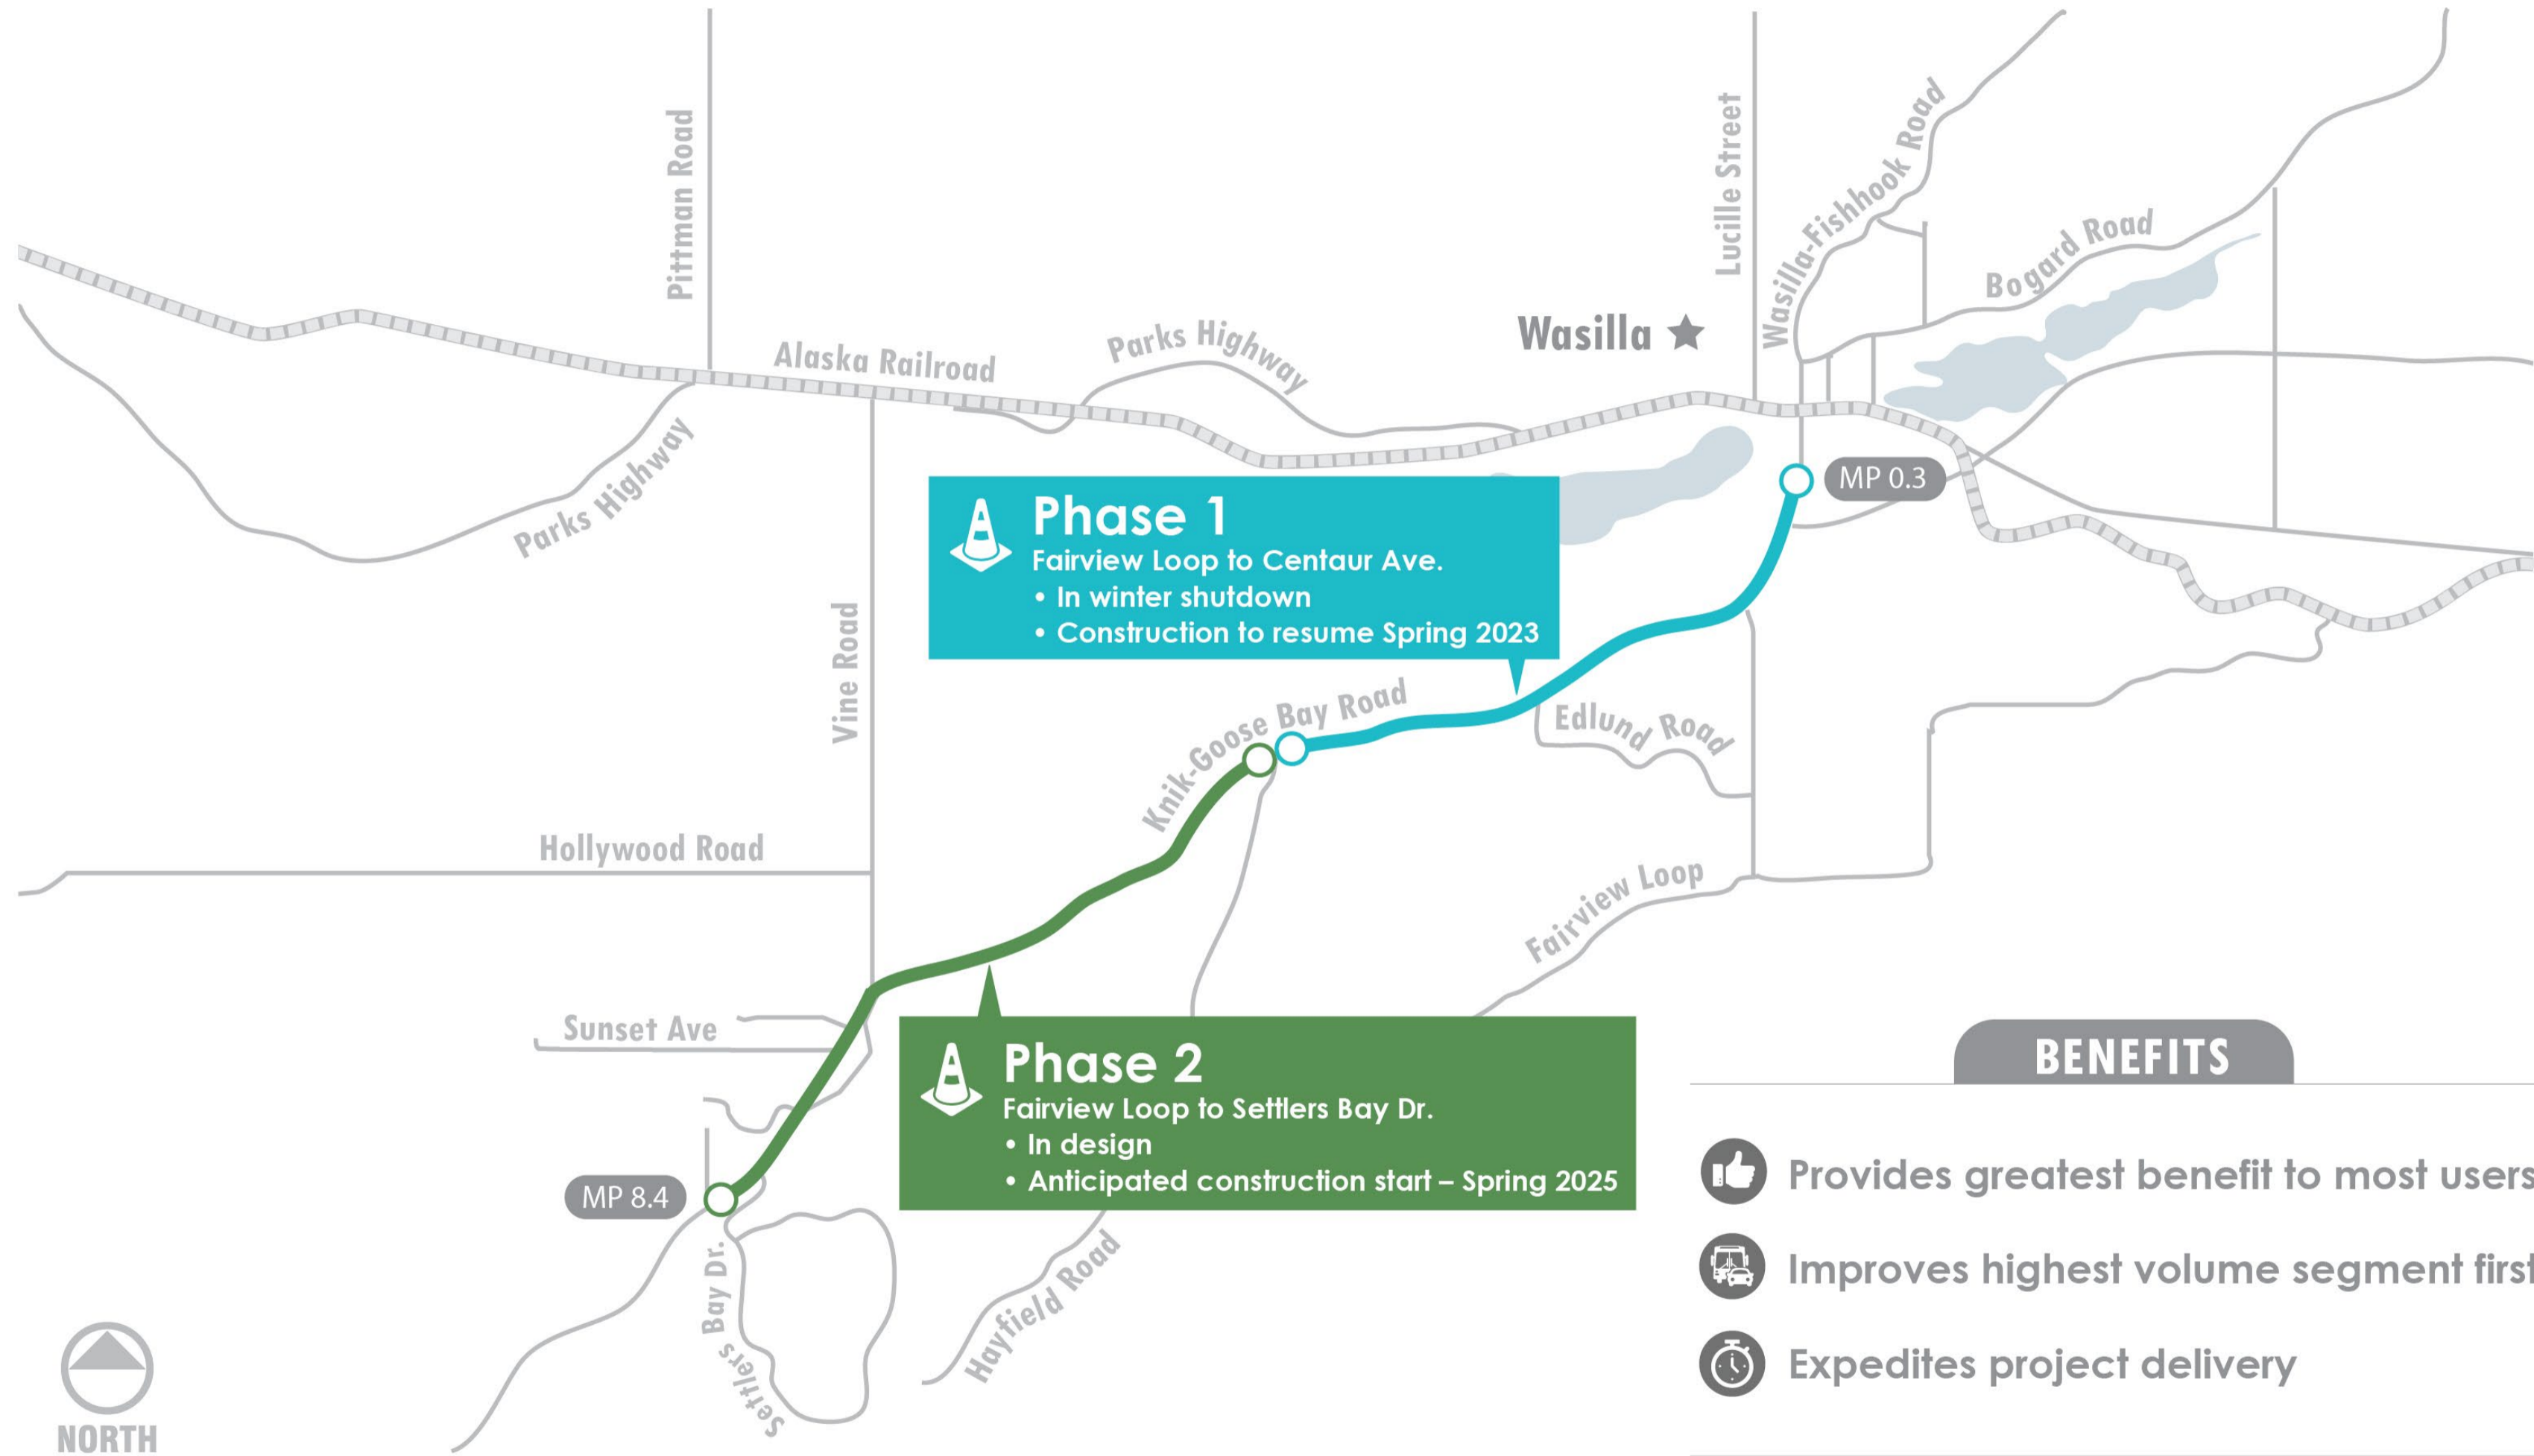 Pittman Road
Lucille Street
Wasilla-Fishhook Road
Bogard Road
Wasilla
Alaska Railroad
Parks Highway
Parks Highway
MP 0.3
Phase 1
Fairview Loop to Centaur Ave.
• In winter shutdown
• Construction to resume Spring 2023
Vine Road
Knik-Goose Bay Road
Edlund Road
Hollywood Road
Fairview Loop
Sunset Ave
Phase 2
Fairview Loop to Settlers Bay Dr.
• In design
• Anticipated construction start – Spring 2025
MP 8.4
Settlers Bay Dr.
Hayfield Road
BENEFITS
Provides greatest benefit to most users
Improves highest volume segment first
Expedites project delivery
NORTH